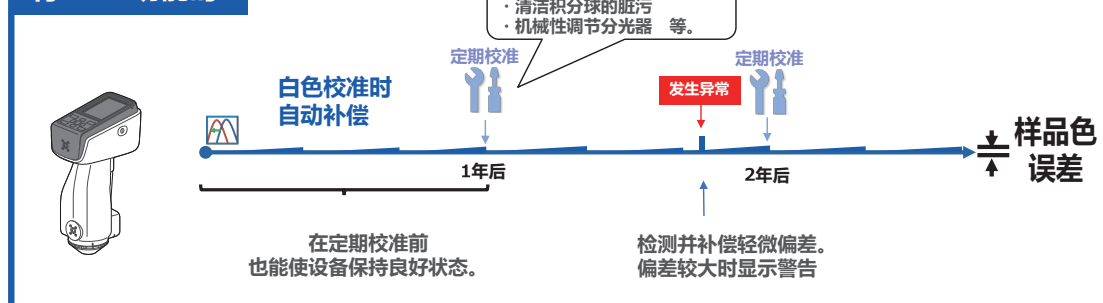 ・清洁积分球的脏污
・机械性调节分光器　等。
定期校准
定期校准
白色校准时
自动补偿
发生异常
样品色
误差
1年后
2年后
在定期校准前
也能使设备保持良好状态。
检测并补偿轻微偏差。
偏差较大时显示警告